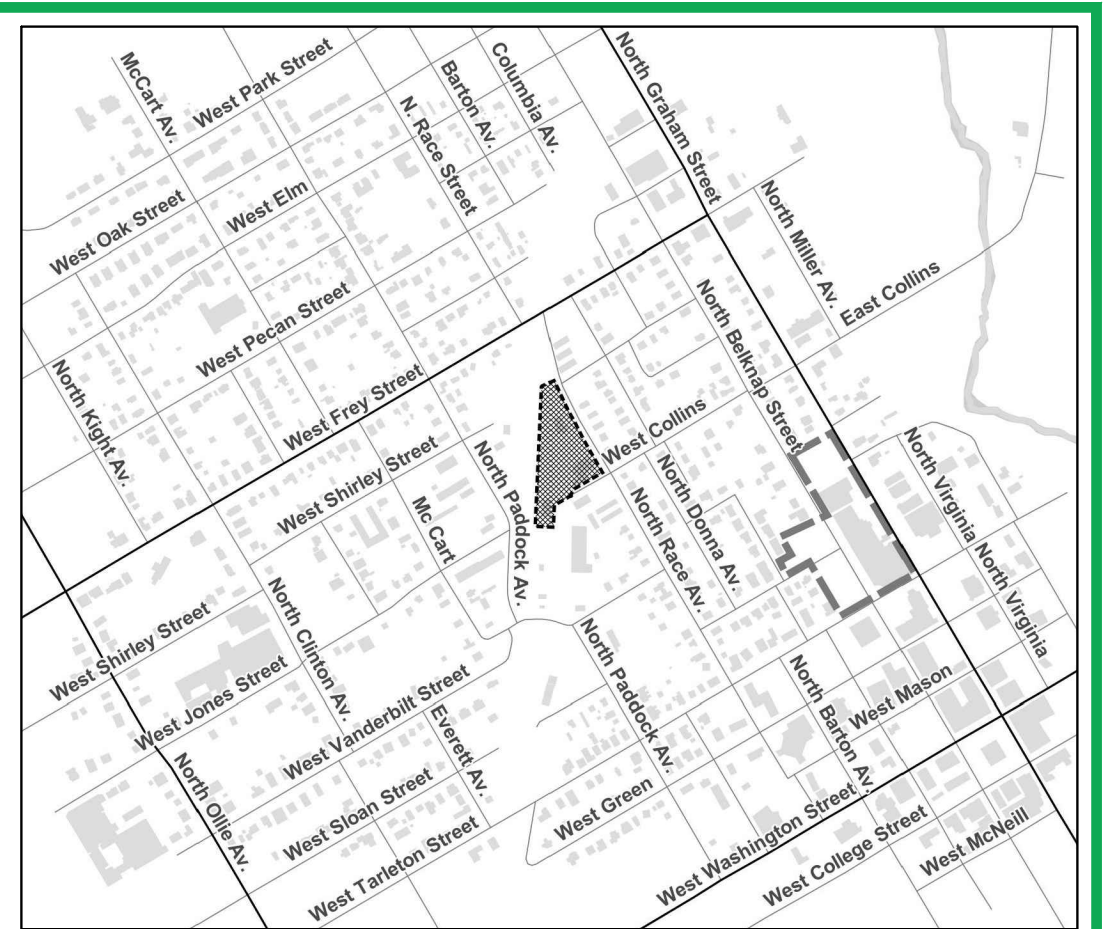 McCart Av.
West Park Street
Barton Av.
Columbia Av.
North Graham Street
N. Race Street
West Oak Street
West Elm
North Miller Av.
East Collins
West Pecan Street
North Belknap Street
North Kight Av.
West Frey Street
West Shirley Street
North Paddock Av.
Mc Cart
West Collins
North Race Av.
North Donna Av.
North Virginia
North Virginia
West Shirley Street
West Jones Street
North Clinton Av.
West Vanderbilt Street
Everett Av.
North Paddock Av.
North Barton Av.
West Mason
North Ollie Av.
West Sloan Street
West Tarleton Street
West Green
West Washington Street
West College Street
West McNeill